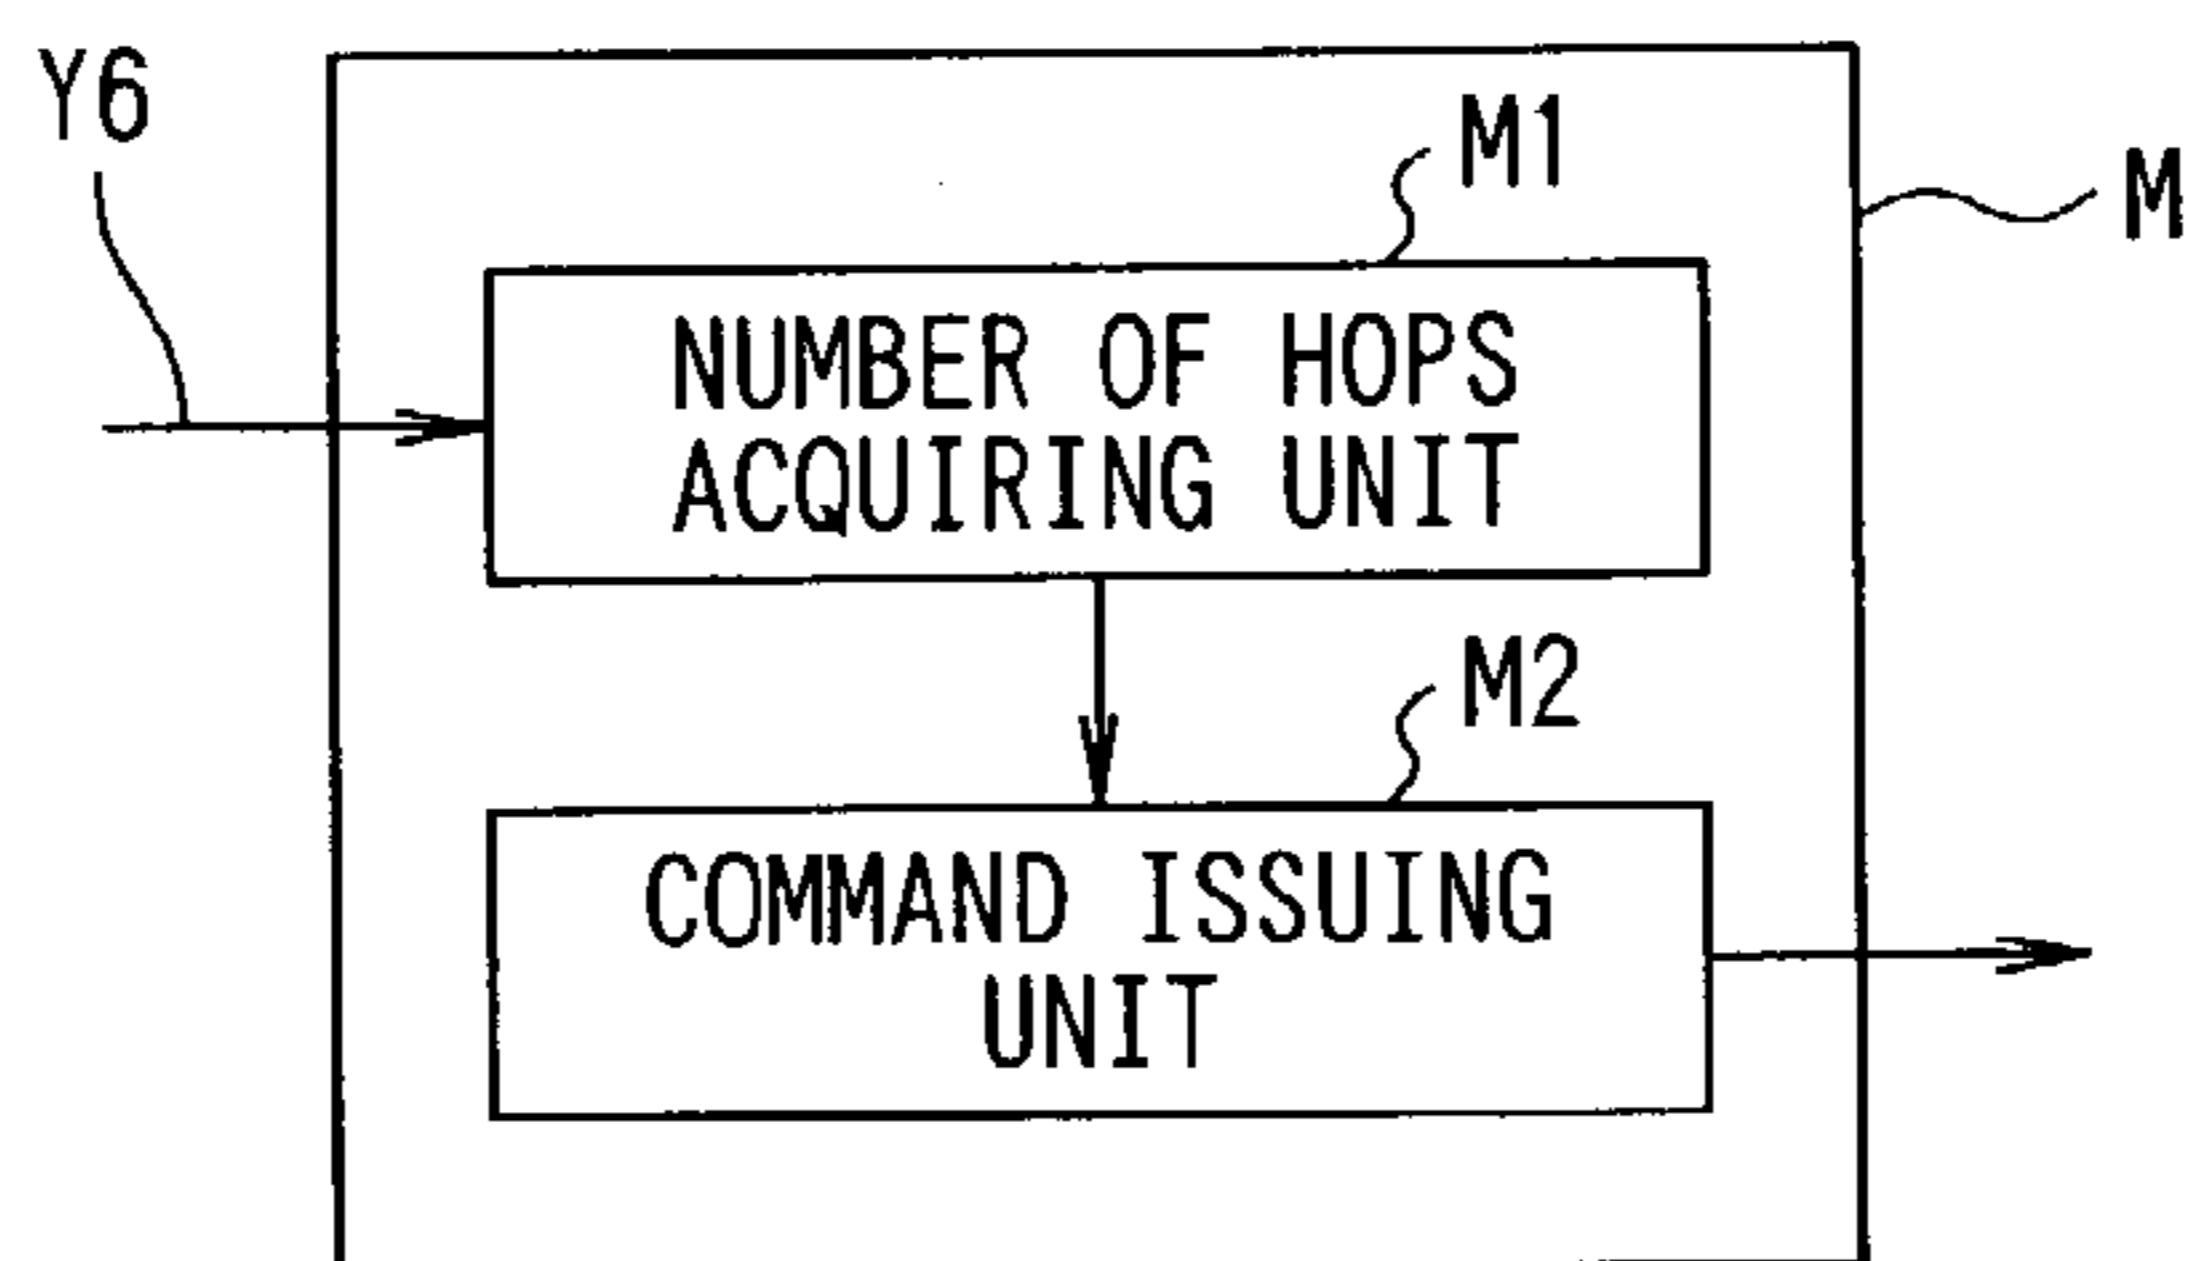 Y6
M1
M
NUMBER OF HOPS
ACQUIRING UNIT
M2
COMMAND ISSUING
UNIT